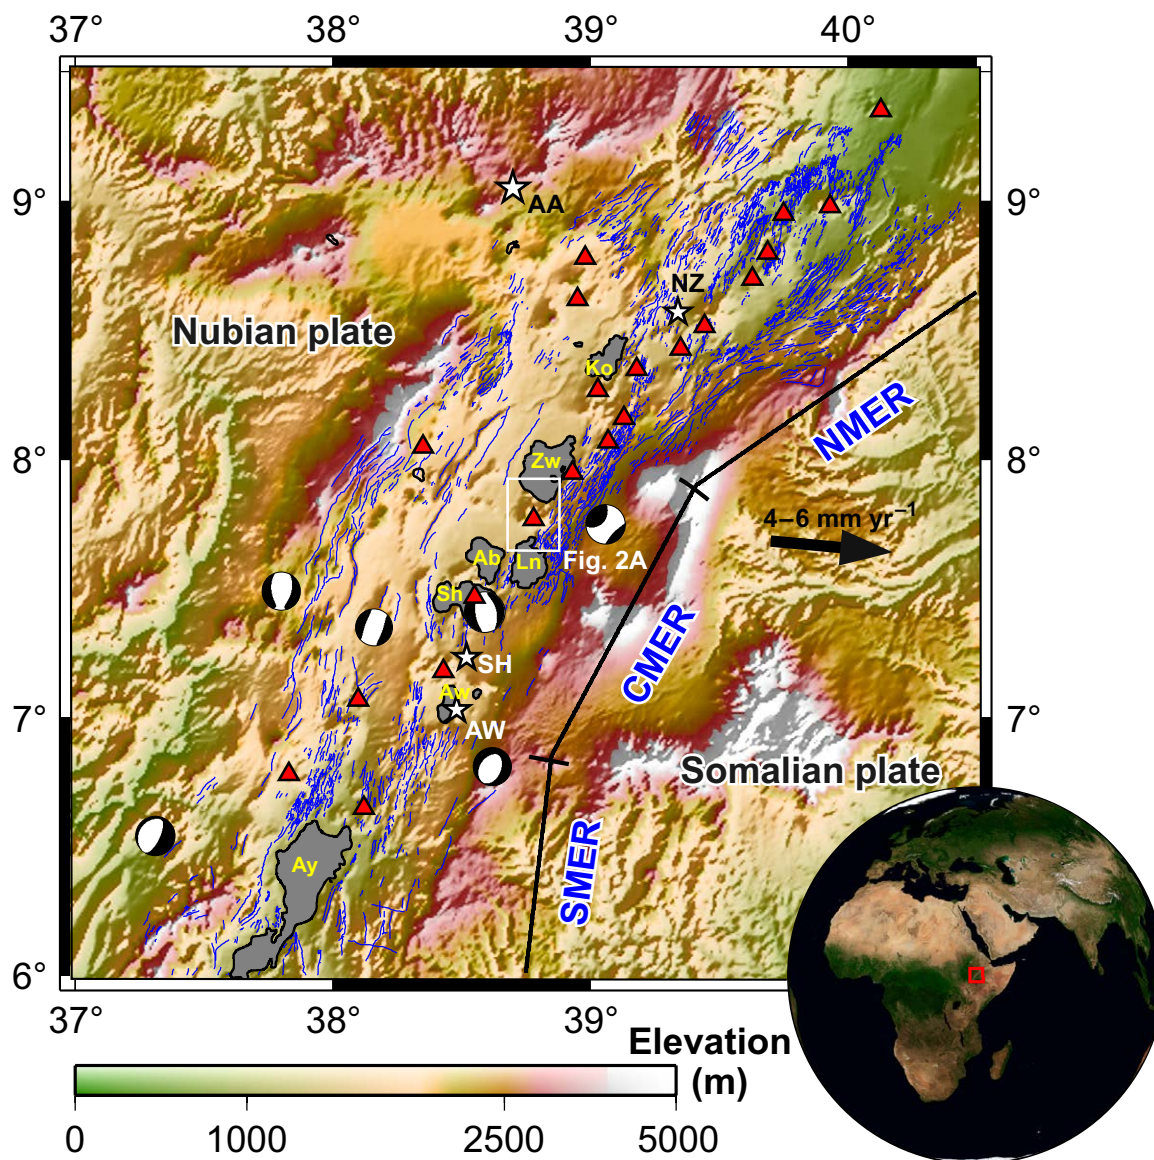 37° 38° 39° 40°
9° AA 9°
NZ
Nubian plate
Ko
NMER
8° Zw 8°
4–6 mm yr−1
Ab Ln Fig. 2A
Sh
CMER
SH
Aw
7° AW 7°
Somalian plate
Ay
SMER
6°
37° 38° 39°
Elevation
(m)
0 1000 2500 5000